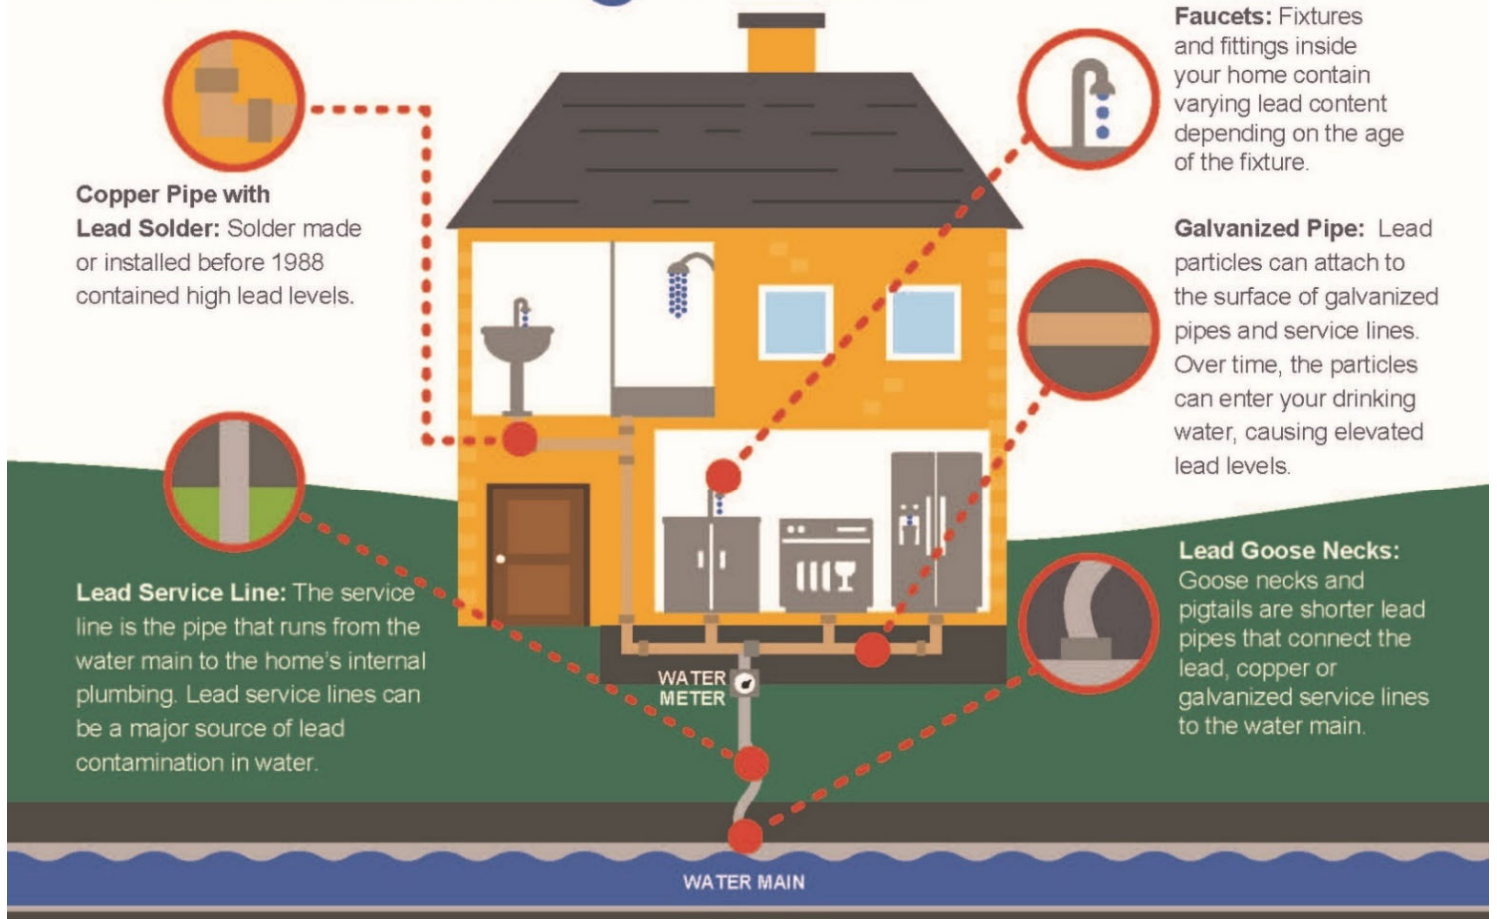 Copper Pipe with
Lead Solder: Solder made
or installed before 1988
contained high lead levels.
Lead Service Line: The service
line is the pipe that runs from the
water main to the home's internal
plumbing. Lead service lines can
be a major source of lead
contamination in water.
Faucets: Fixtures
and fittings inside
your home contain
varying lead content
depending on the age
of the fixture.
Galvanized Pipe: Lead
particles can attach to
the surface of galvanized
pipes and service lines.
Over time, the particles
can enter your drinking
water, causing elevated
lead levels.
Lead Goose Necks:
Goose necks and
pigtails are shorter lead
pipes that connect the
lead, copper or
galvanized service lines
to the water main.
WATER
METER
WATER MAIN